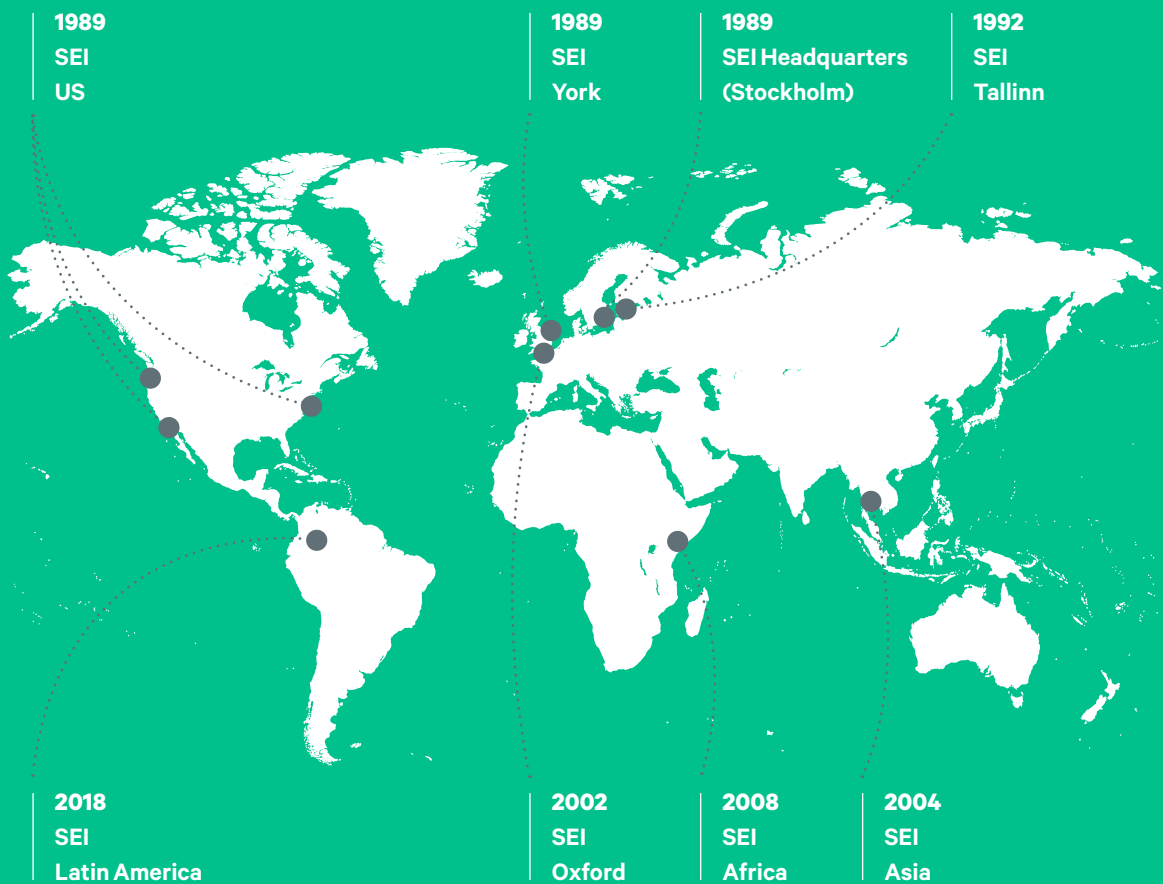 1989
SEI
US
1989
SEI
York
1989
SEI Headquarters
(Stockholm)
1992
SEI
Tallinn
2018
SEI
Latin America
2002
SEI
Oxford
2008
SEI
Africa
2004
SEI
Asia